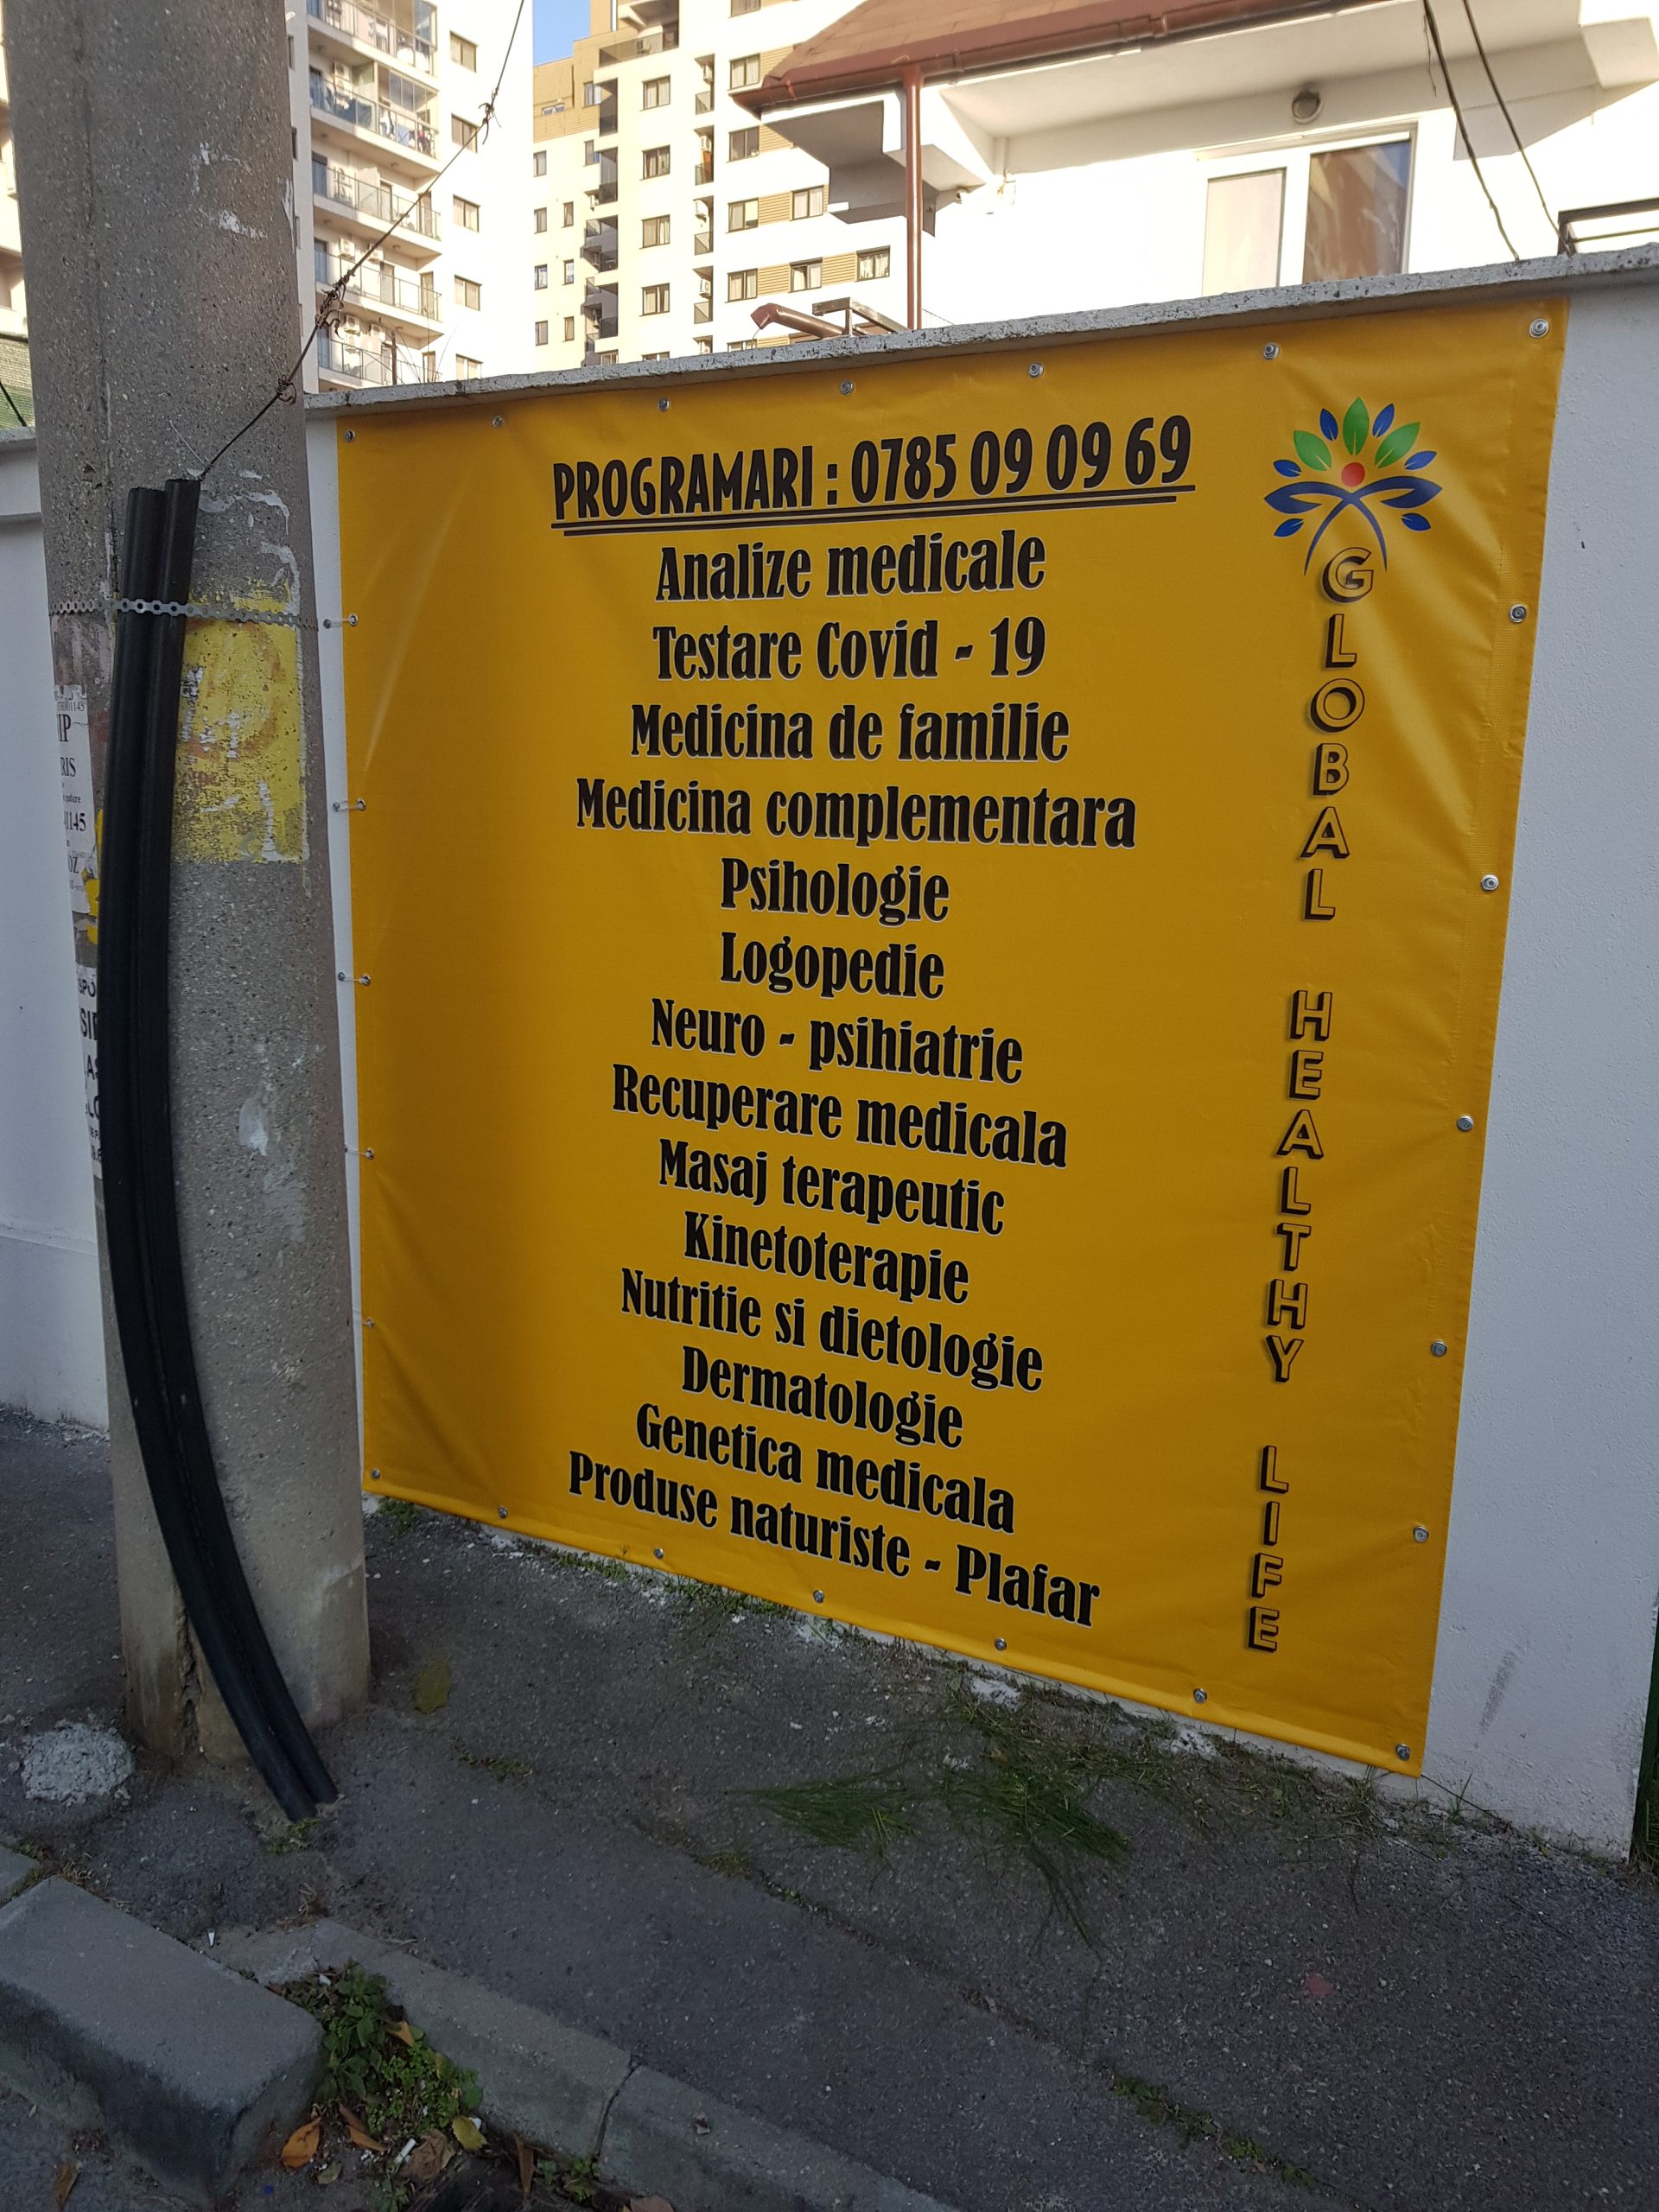 PROGRAMARI : 0785 09 09 69
Analize medicale
Testare Covid - 19
Medicina de familie
Medicina complementara
Psihologie
Logopedie
Neuro - psihiatrie
Recuperare medicala
Masaj terapeutic
Kinetoterapie
Nutritie si dietologie
Dermatologie
Genetica medicala
Produse naturiste - Plafar
GLOBAL HEALTHY LIFE